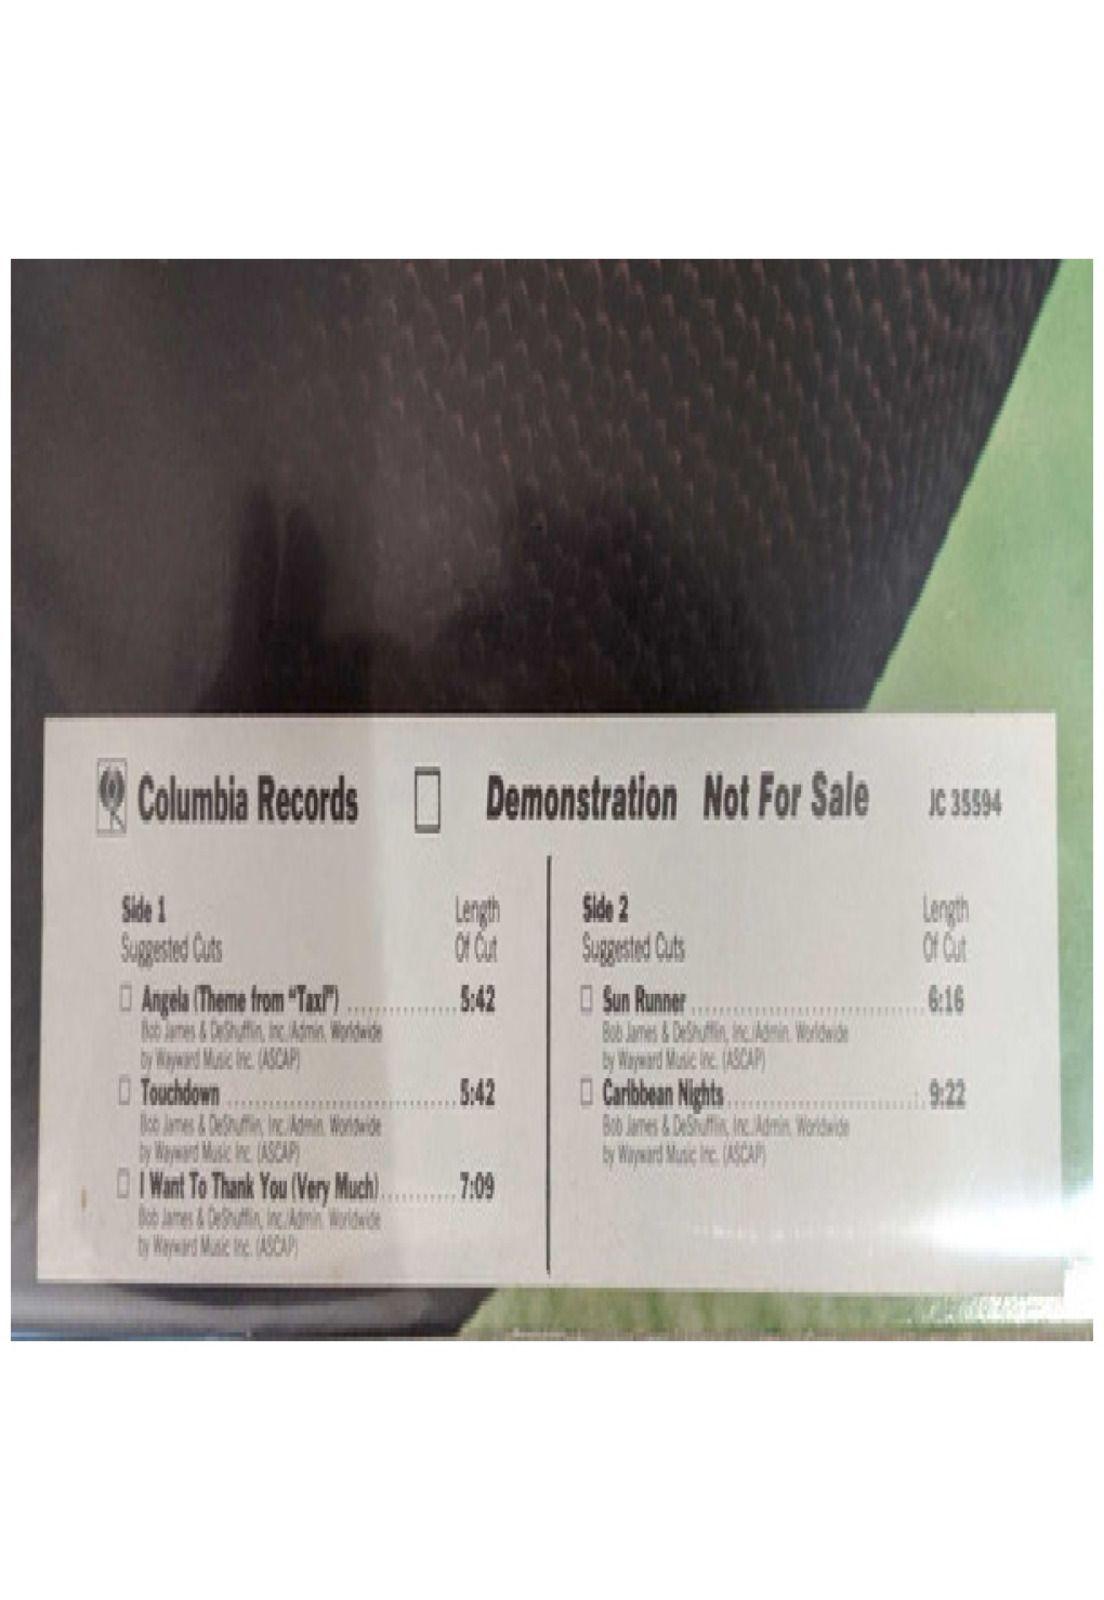 Columbia Records Demonstration Not For Sale JC 35594
Side 1 Length
Suggested Cuts Of Cut
Angela (Theme from "Taxi") 5:42
Bob James & DeShufflin, Inc./Admin. Worldwide
by Wayward Music Inc. (ASCAP)
Touchdown 5:42
Bob James & DeShufflin, Inc./Admin. Worldwide
by Wayward Music Inc. (ASCAP)
I Want To Thank You (Very Much) 7:09
Bob James & DeShufflin, Inc./Admin. Worldwide
by Wayward Music Inc. (ASCAP)
Side 2 Length
Suggested Cuts Of Cut
Sun Runner 6:16
Bob James & DeShufflin, Inc./Admin. Worldwide
by Wayward Music Inc. (ASCAP)
Caribbean Nights 9:22
Bob James & DeShufflin, Inc./Admin. Worldwide
by Wayward Music Inc. (ASCAP)